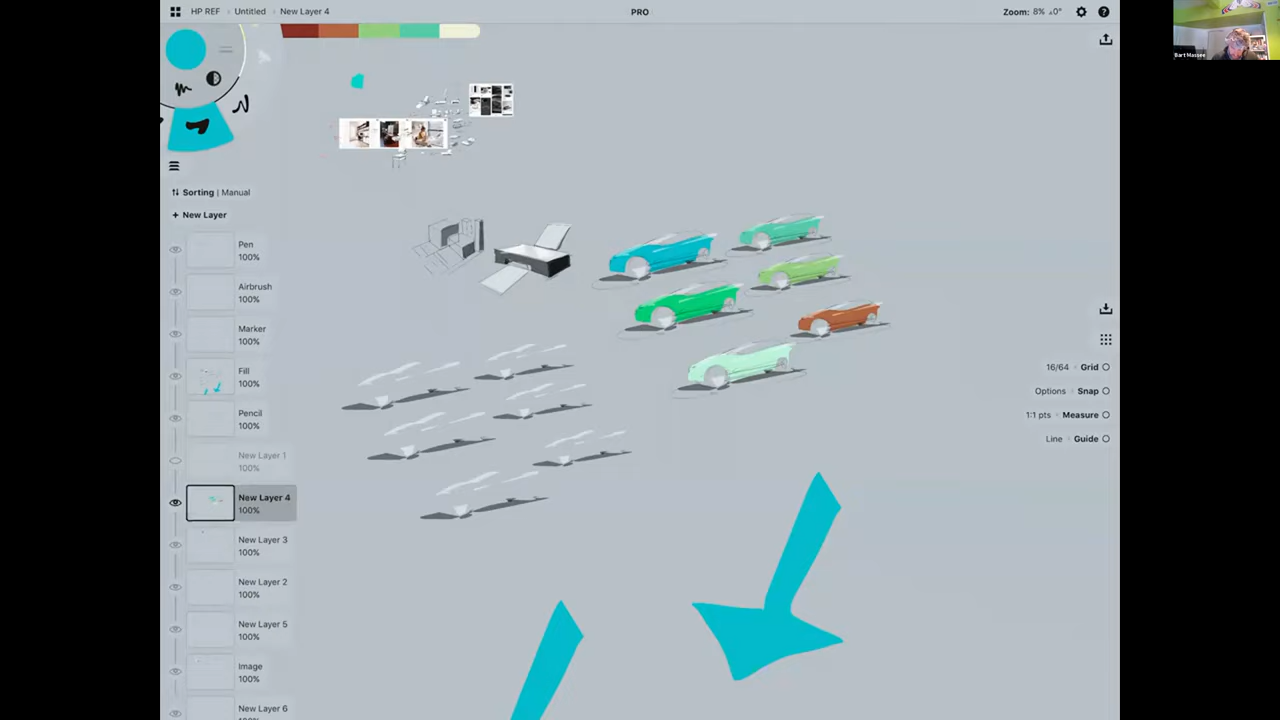 HP REF
Untitled
New Layer 4
PRO
Zoom: 8% ⦟0°
Bart Massee
Sorting | Manual
+ New Layer
Pen
100%
Airbrush
100%
Marker
100%
Fill
100%
Pencil
100%
New Layer 1
100%
New Layer 4
100%
New Layer 3
100%
New Layer 2
100%
New Layer 5
100%
Image
100%
New Layer 6
16/64 Grid
Options Snap
1:1 pts Measure
Line Guide